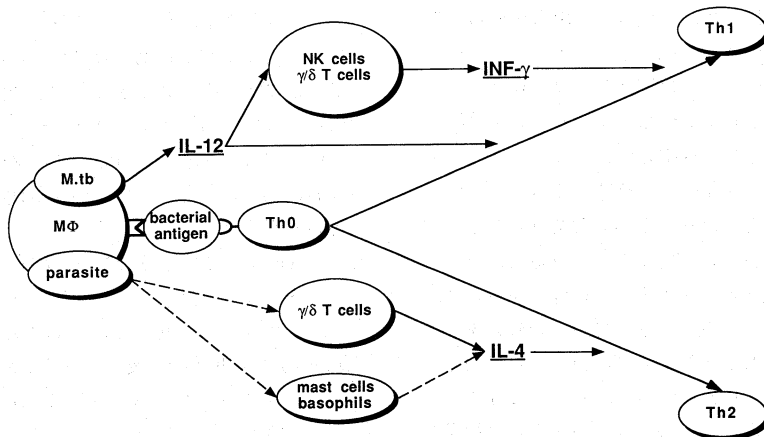 Th1
NK cells
γ/δ T cells
INF-γ
IL-12
M.tb
MΦ
bacterial
antigen
Th0
parasite
γ/δ T cells
IL-4
mast cells
basophils
Th2